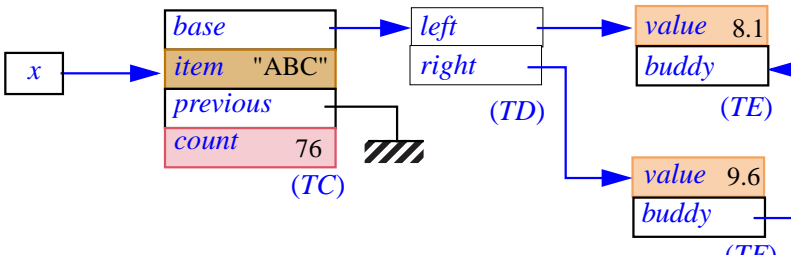 x
base
item "ABC"
previous
count 76
(TC)
left
right
(TD)
value 8.1
buddy
(TE)
value 9.6
buddy